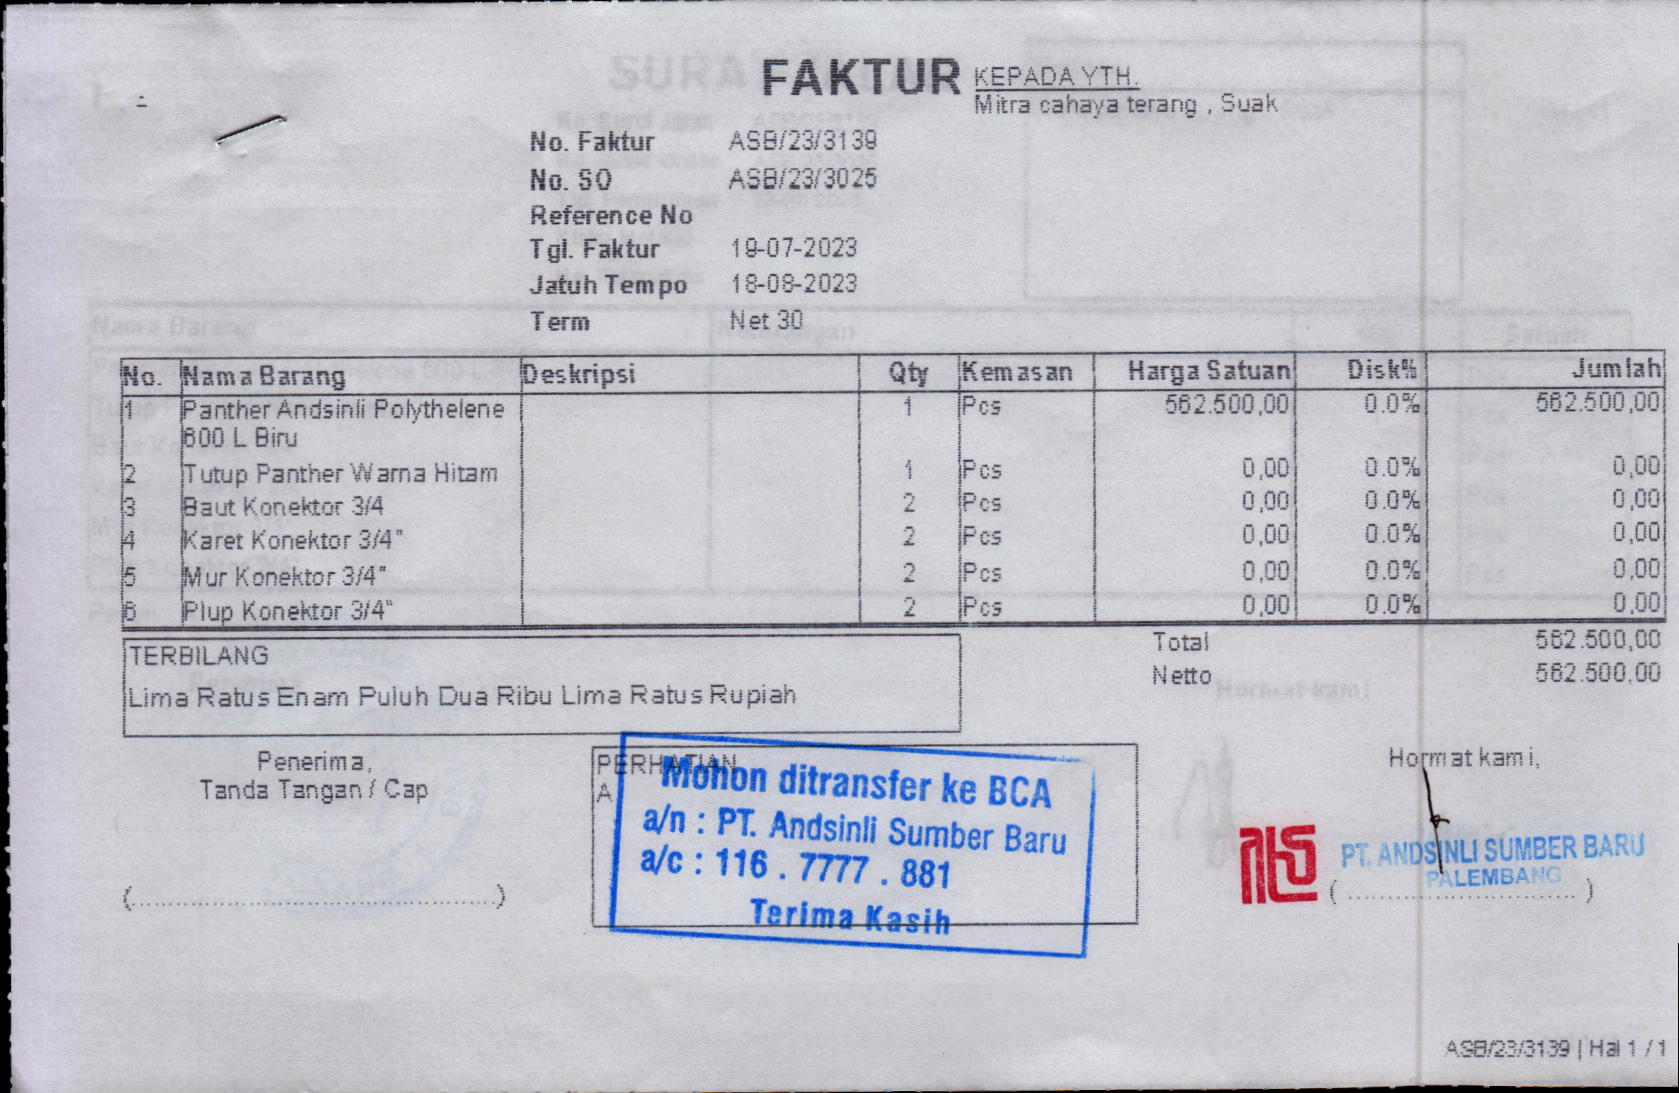 FAKTUR
KEPADA YTH.
Mitra cahaya terang , Suak
No. Faktur ASB/23/3139
No. SO ASB/23/3025
Reference No
Tgl. Faktur 19-07-2023
Jatuh Tempo 18-08-2023
Term Net 30
No. Nama Barang Deskripsi Qty Kemasan Harga Satuan Disk% Jumlah
1 Panther Andsinli Polythelene 1 Pcs 562.500,00 0.0% 562.500,00
600 L Biru
2 Tutup Panther Warna Hitam 1 Pcs 0,00 0.0% 0,00
3 Baut Konektor 3/4 2 Pcs 0,00 0.0% 0,00
4 Karet Konektor 3/4" 2 Pcs 0,00 0.0% 0,00
5 Mur Konektor 3/4" 2 Pcs 0,00 0.0% 0,00
6 Plup Konektor 3/4" 2 Pcs 0,00 0.0% 0,00
Total 562.500,00
Netto 562.500,00
TERBILANG
Lima Ratus Enam Puluh Dua Ribu Lima Ratus Rupiah
Penerima,
Tanda Tangan / Cap
(..............................................)
PERHATIAN
A
Mohon ditransfer ke BCA
a/n : PT. Andsinli Sumber Baru
a/c : 116 . 7777 . 881
Terima Kasih
Hormat kami,
PT. ANDSINLI SUMBER BARU
PALEMBANG
(.............................)
ASB/23/3139 | Hal 1 / 1